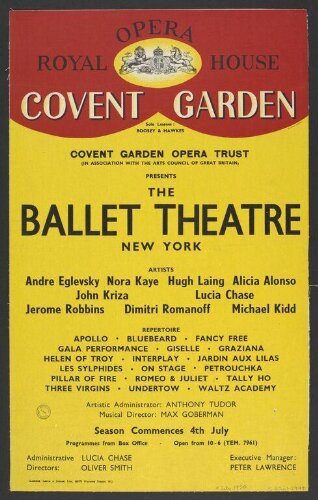 OPERA
ROYAL HOUSE
COVENT GARDEN
Sole Lessees:
BOOSEY & HAWKES
COVENT GARDEN OPERA TRUST
(IN ASSOCIATION WITH THE ARTS COUNCIL OF GREAT BRITAIN)
PRESENTS
THE
BALLET THEATRE
NEW YORK
ARTISTS
Andre Eglevsky Nora Kaye Hugh Laing Alicia Alonso
John Kriza Lucia Chase
Jerome Robbins Dimitri Romanoff Michael Kidd
REPERTOIRE
APOLLO · BLUEBEARD · FANCY FREE
GALA PERFORMANCE · GISELLE · GRAZIANA
HELEN OF TROY · INTERPLAY · JARDIN AUX LILAS
LES SYLPHIDES · ON STAGE · PETROUCHKA
PILLAR OF FIRE · ROMEO & JULIET · TALLY HO
THREE VIRGINS · UNDERTOW · WALTZ ACADEMY
Artistic Administrator: ANTHONY TUDOR
Musical Director: MAX GOBERMAN
Season Commences 4th July
Programmes from Box Office - Open from 10-6 (TEM. 7961)
Administrative LUCIA CHASE Executive Manager:
Directors: OLIVER SMITH PETER LAWRENCE